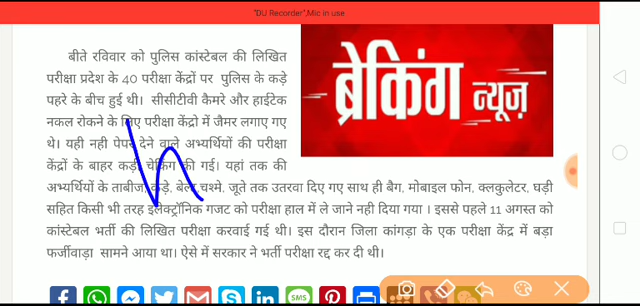 "DU Recorder",Mic in use
बीते रविवार को पुलिस कांस्टेबल की लिखित
परीक्षा प्रदेश के 40 परीक्षा केंद्रों पर पुलिस के कड़े
पहरे के बीच हुई थी। सीसीटीवी कैमरे और हाईटेक
नकल रोकने के लिए परीक्षा केंद्रो में जैमर लगाए गए
थे। यही नही पेपर देने वाले अभ्यर्थियों की परीक्षा
केंद्रों के बाहर कड़ी चेकिंग की गई। यहां तक की
अभ्यर्थियों के ताबीज, कड़े, बेल्ट,चश्मे, जूते तक उतरवा दिए गए साथ ही बैग, मोबाइल फोन, क्लकुलेटर, घड़ी
सहित किसी भी तरह इलेक्ट्रॉनिक गजट को परीक्षा हाल में ले जाने नही दिया गया । इससे पहले 11 अगस्त को
कांस्टेबल भर्ती की लिखित परीक्षा करवाई गई थी। इस दौरान जिला कांगड़ा के एक परीक्षा केंद्र में बड़ा
फर्जीवाड़ा सामने आया था। ऐसे में सरकार ने भर्ती परीक्षा रद्द कर दी थी।
ब्रेकिंग
न्यूज़
SMS